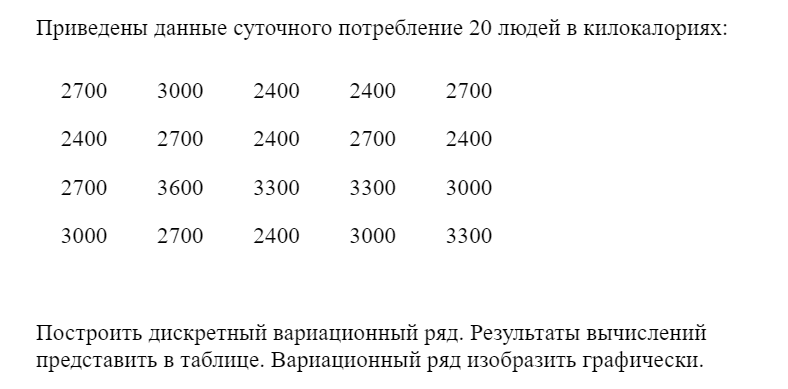 Приведены данные суточного потребление 20 людей в килокалориях:
2700 3000 2400 2400 2700
2400 2700 2400 2700 2400
2700 3600 3300 3300 3000
3000 2700 2400 3000 3300
Построить дискретный вариационный ряд. Результаты вычислений
представить в таблице. Вариационный ряд изобразить графически.